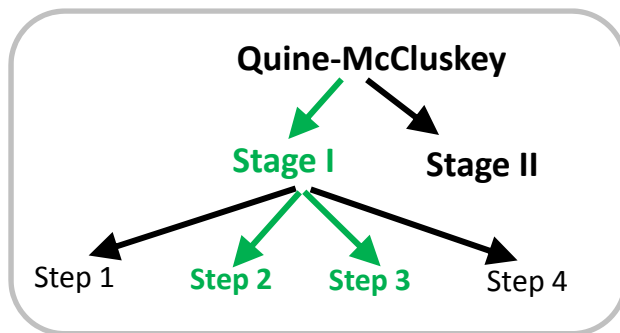 Quine-McCluskey
Stage I
Stage II
Step 1
Step 2
Step 3
Step 4